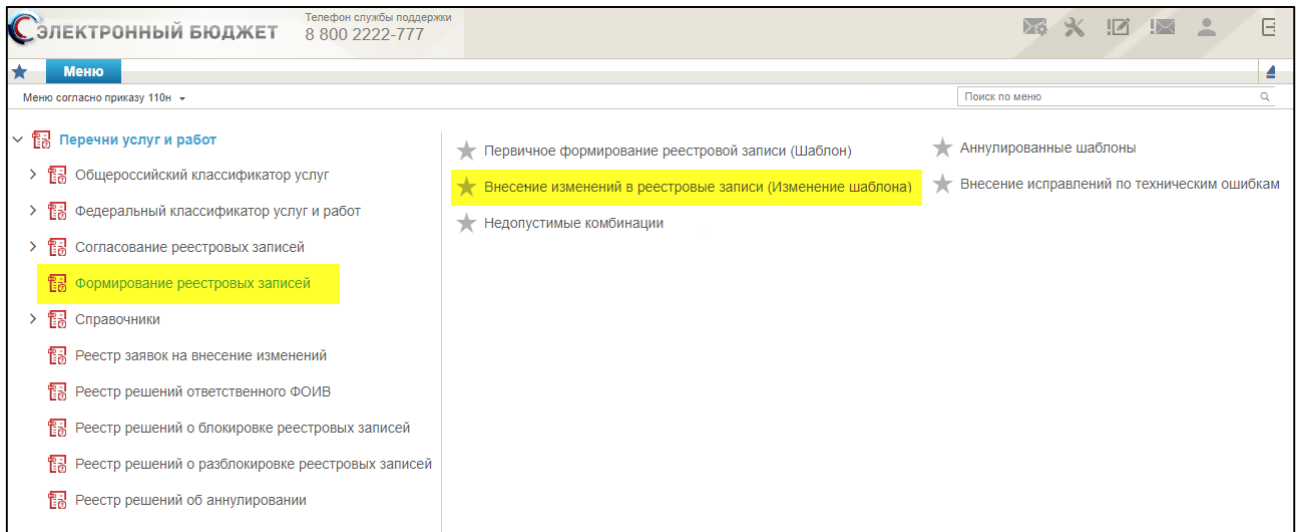 Телефон службы поддержки
ЭЛЕКТРОННЫЙ БЮДЖЕТ 8 800 2222-777
Меню
Меню согласно приказу 110н
Поиск по меню
Перечни услуг и работ
Общероссийский классификатор услуг
Федеральный классификатор услуг и работ
Согласование реестровых записей
Формирование реестровых записей
Справочники
Реестр заявок на внесение изменений
Реестр решений ответственного ФОИВ
Реестр решений о блокировке реестровых записей
Реестр решений о разблокировке реестровых записей
Реестр решений об аннулировании
Первичное формирование реестровой записи (Шаблон)
Внесение изменений в реестровые записи (Изменение шаблона)
Недопустимые комбинации
Аннулированные шаблоны
Внесение исправлений по техническим ошибкам